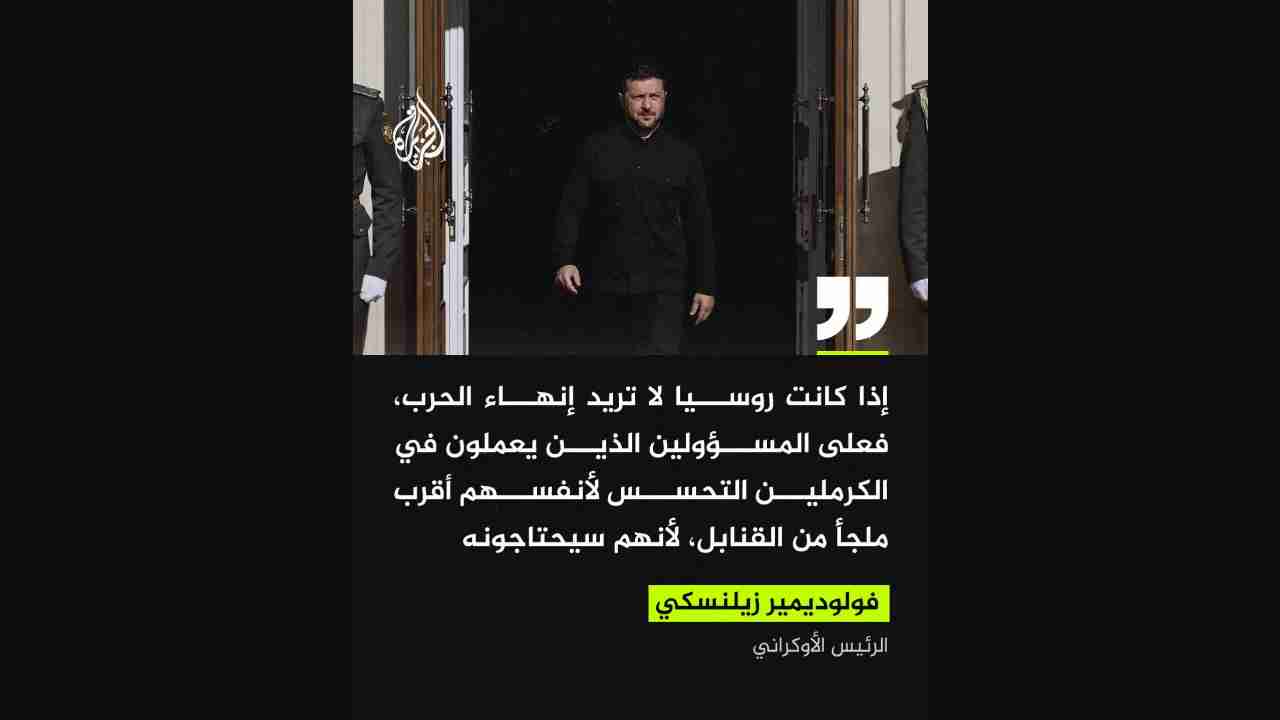 الجزيرة
إذا كانت روسيا لا تريد إنهاء الحرب،
فعلى المسؤولين الذين يعملون في
الكرملين التحسس لأنفسهم أقرب
ملجأ من القنابل، لأنهم سيحتاجونه
فولوديمير زيلنسكي
الرئيس الأوكراني